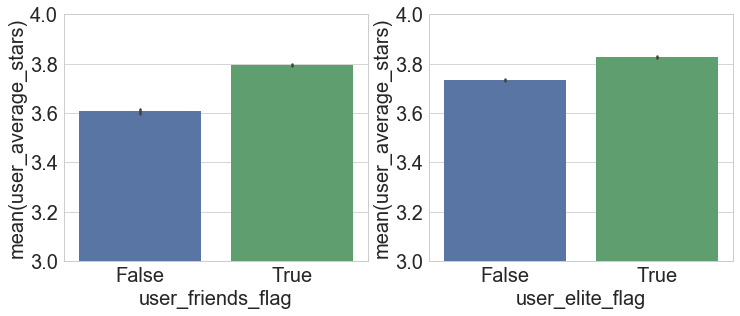 mean(user_average_stars)
4.0
3.8
3.6
3.4
3.2
3.0
False True
user_friends_flag
mean(user_average_stars)
4.0
3.8
3.6
3.4
3.2
3.0
False True
user_elite_flag